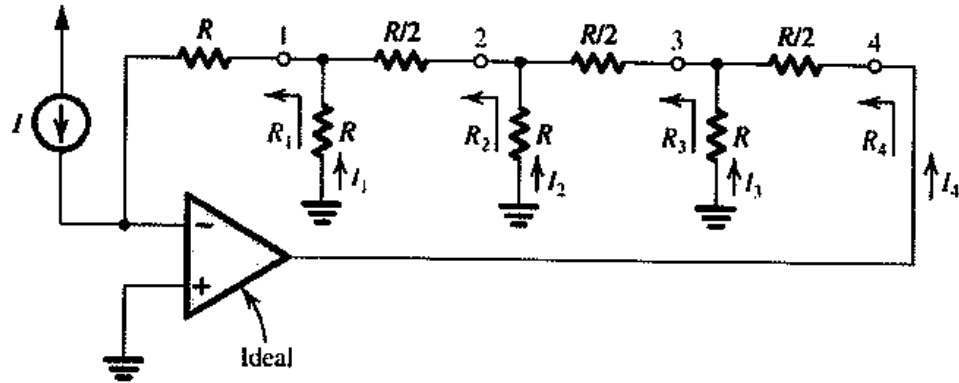 R 1 R/2 2 R/2 3 R/2 4
I R₁ R R₂ R R₃ R R₄
I₁ I₂ I₃ I₄
−
+
Ideal